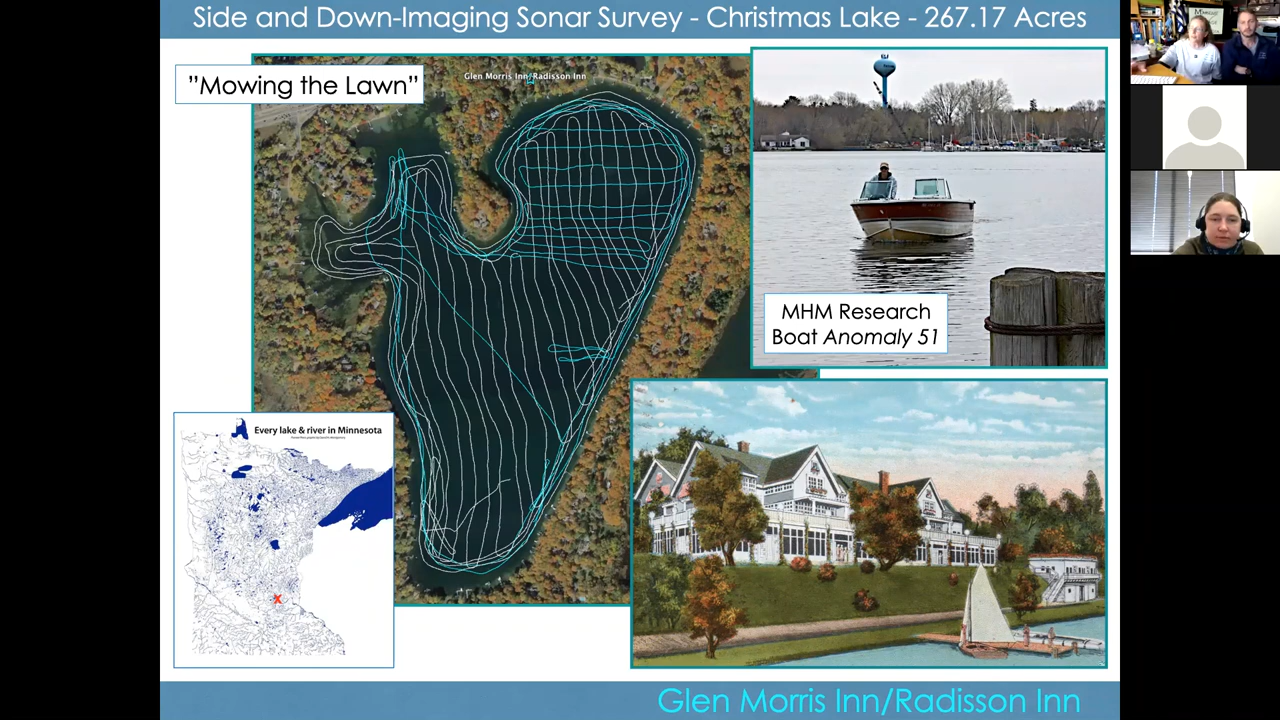 Side and Down-Imaging Sonar Survey - Christmas Lake - 267.17 Acres
”Mowing the Lawn”
Glen Morris Inn/Radisson Inn
MHM Research
Boat Anomaly 51
Every lake & river in Minnesota
X
Glen Morris Inn/Radisson Inn